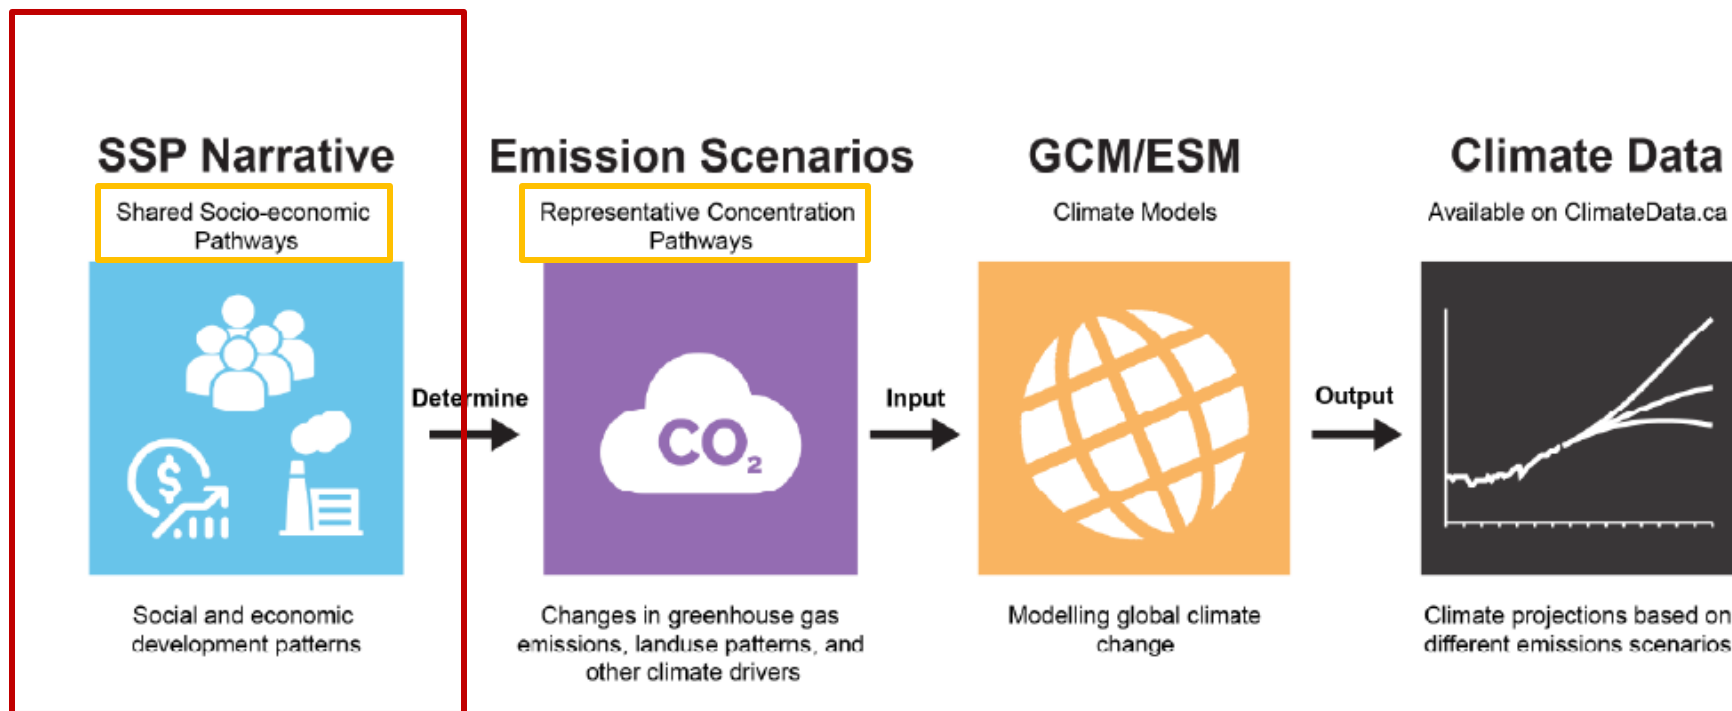 SSP Narrative
Shared Socio-economic
Pathways
$
Social and economic
development patterns
Determine
Emission Scenarios
Representative Concentration
Pathways
CO₂
Changes in greenhouse gas
emissions, landuse patterns, and
other climate drivers
Input
GCM/ESM
Climate Models
Modelling global climate
change
Output
Climate Data
Available on ClimateData.ca
Climate projections based on
different emissions scenarios